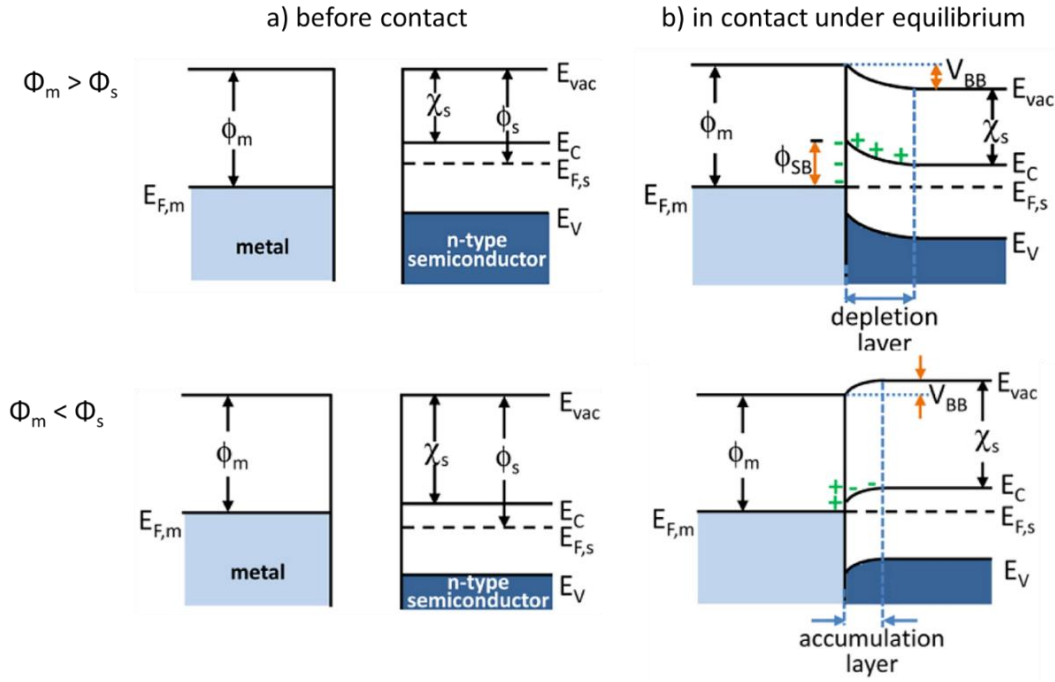 a) before contact
b) in contact under equilibrium
Φm > Φs
ϕm
EF,m
metal
χs
ϕs
Evac
EC
EF,s
EV
n-type
semiconductor
ϕm
ϕSB
EF,m
- + + +
-
-
VBB
Evac
χs
EC
EF,s
EV
depletion
layer
Φm < Φs
ϕm
EF,m
metal
χs
ϕs
Evac
EC
EF,s
EV
n-type
semiconductor
ϕm
EF,m
+ - -
+
VBB
Evac
χs
EC
EF,s
EV
accumulation
layer